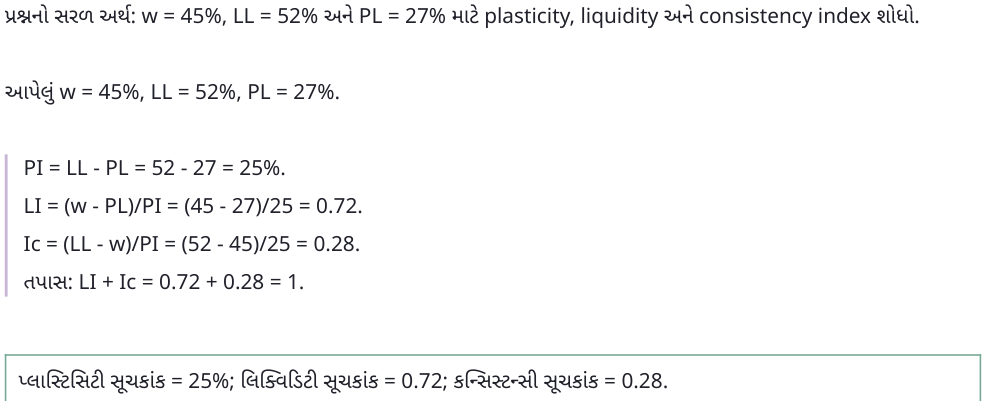 પ્રશ્નનો સરળ અર્થ: w = 45%, LL = 52% અને PL = 27% માટે plasticity, liquidity અને consistency index શોધો.
આપેલું w = 45%, LL = 52%, PL = 27%.
PI = LL - PL = 52 - 27 = 25%.
LI = (w - PL)/PI = (45 - 27)/25 = 0.72.
Ic = (LL - w)/PI = (52 - 45)/25 = 0.28.
તપાસ: LI + Ic = 0.72 + 0.28 = 1.
પ્લાસ્ટિસિટી સૂચકાંક = 25%; લિક્વિડિટી સૂચકાંક = 0.72; કન્સિસ્ટન્સી સૂચકાંક = 0.28.